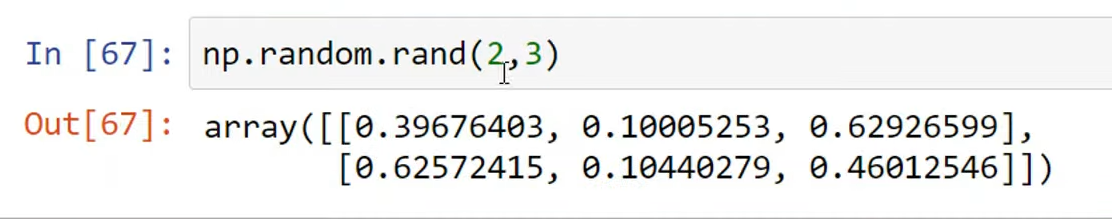 In [67]: np.random.rand(2,3)
Out[67]: array([[0.39676403, 0.10005253, 0.62926599],
[0.62572415, 0.10440279, 0.46012546]])